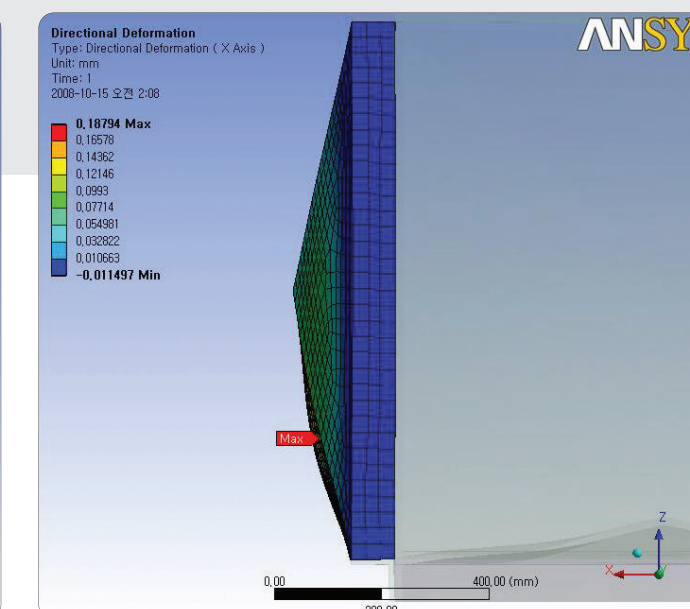 Directional Deformation
Type: Directional Deformation ( X Axis )
Unit: mm
Time: 1
2008-10-15 오전 2:08
0,18794 Max
0,16578
0,14362
0,12146
0,0993
0,07714
0,054981
0,032822
0,010663
-0,011497 Min
ANSY
Max
Z
X
0,00
400,00 (mm)